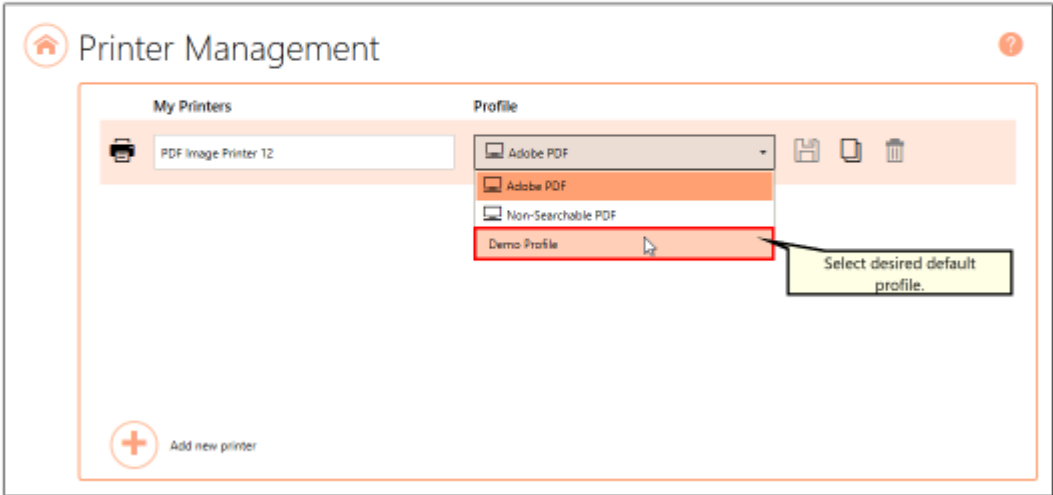 Printer Management
?
My Printers
Profile
PDF Image Printer 12
Adobe PDF
Adobe PDF
Non-Searchable PDF
Demo Profile
Select desired default
profile.
Add new printer